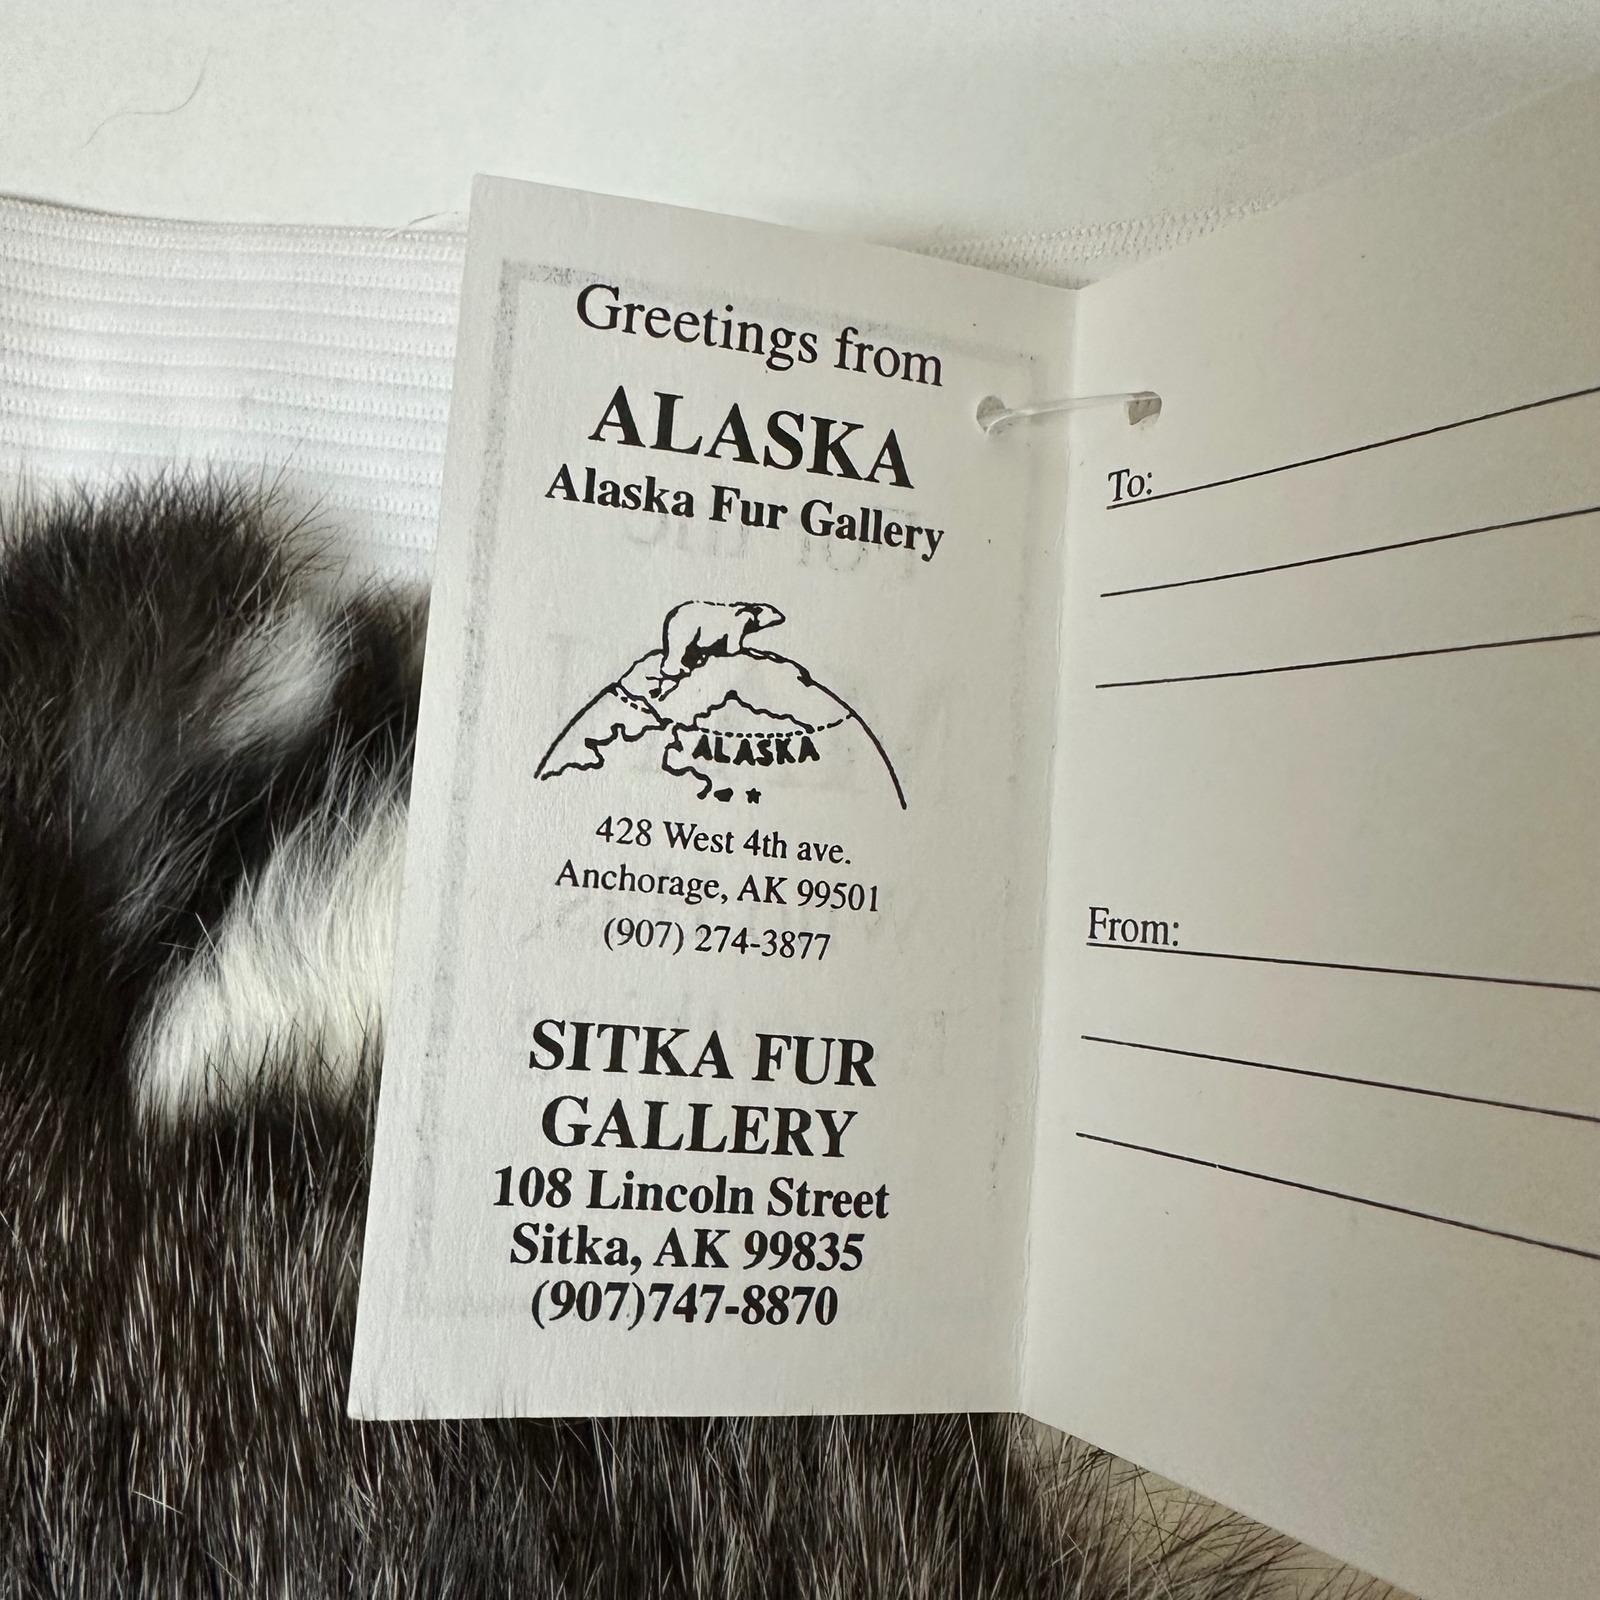 Greetings from
ALASKA
Alaska Fur Gallery
ALASKA
428 West 4th ave.
Anchorage, AK 99501
(907) 274-3877
SITKA FUR
GALLERY
108 Lincoln Street
Sitka, AK 99835
(907)747-8870
To:
From: